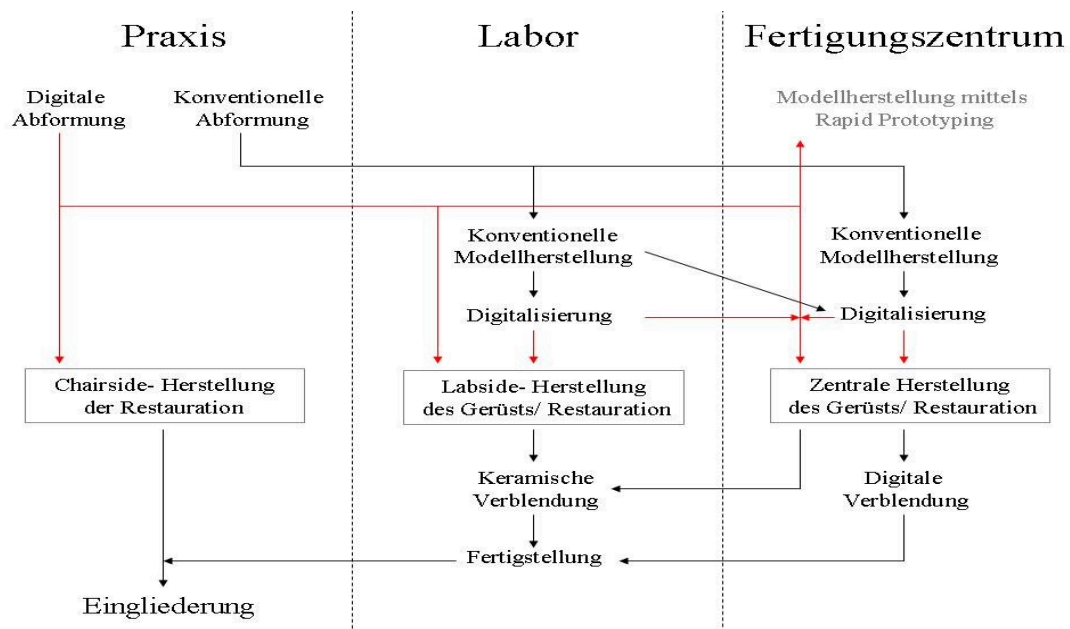 Praxis
Labor
Fertigungszentrum
Digitale
Abformung
Konventionelle
Abformung
Modellherstellung mittels
Rapid Prototyping
Konventionelle
Modellherstellung
Konventionelle
Modellherstellung
Digitalisierung
Digitalisierung
Chairside- Herstellung
der Restauration
Labside- Herstellung
des Gerüsts/ Restauration
Zentrale Herstellung
des Gerüsts/ Restauration
Keramische
Verblendung
Digitale
Verblendung
Fertigstellung
Eingliederung